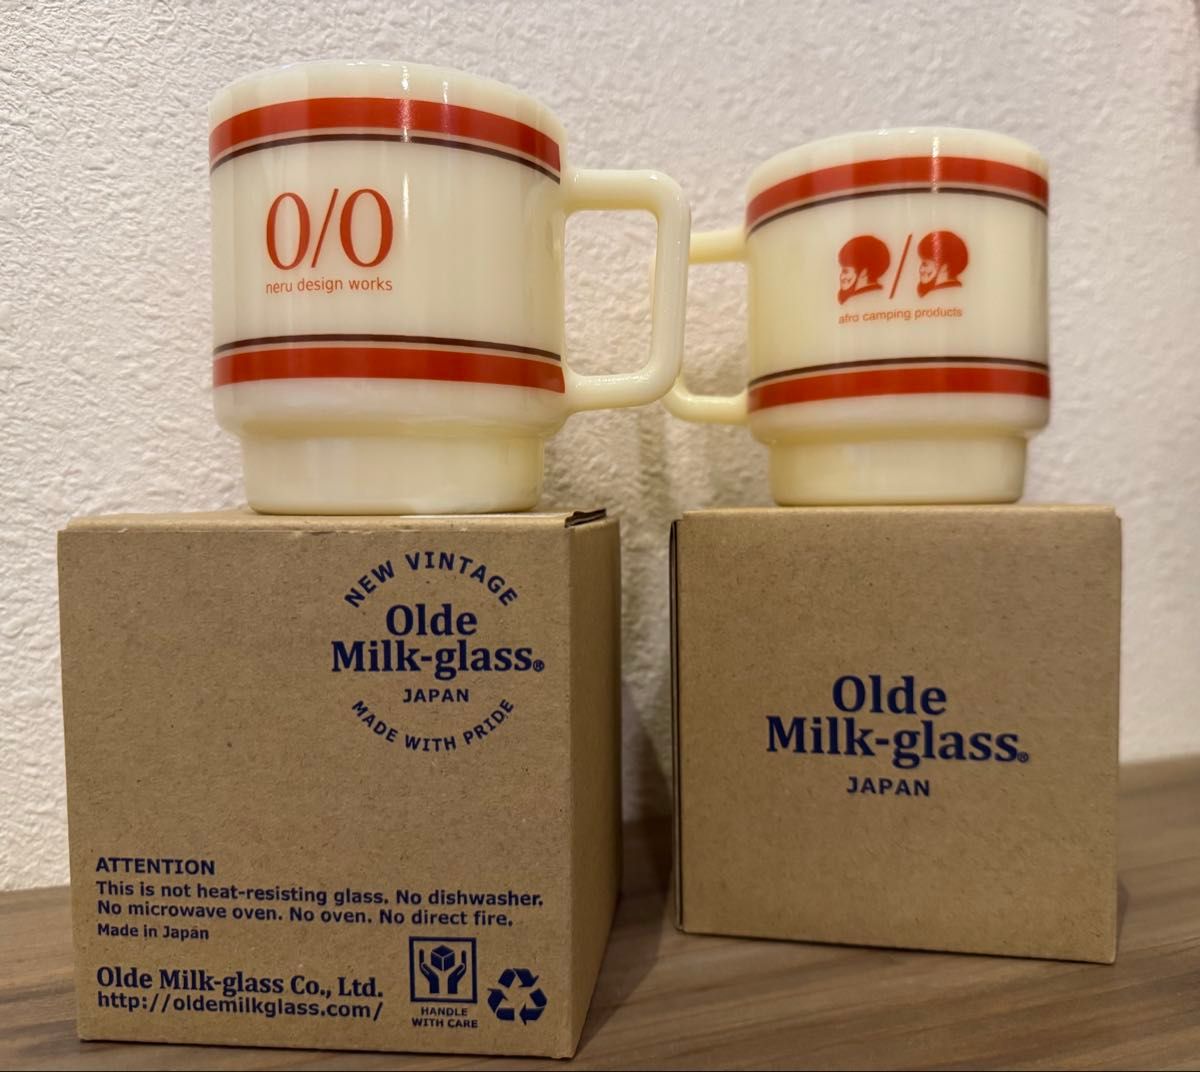 0/0
neru design works
/
afro camping products
NEW VINTAGE
Olde
Milk-glass®
JAPAN
MADE WITH PRIDE
ATTENTION
This is not heat-resisting glass. No dishwasher.
No microwave oven. No oven. No direct fire.
Made in Japan
Olde Milk-glass Co., Ltd.
http://oldemilkglass.com/
HANDLE
WITH CARE
Olde
Milk-glass®
JAPAN